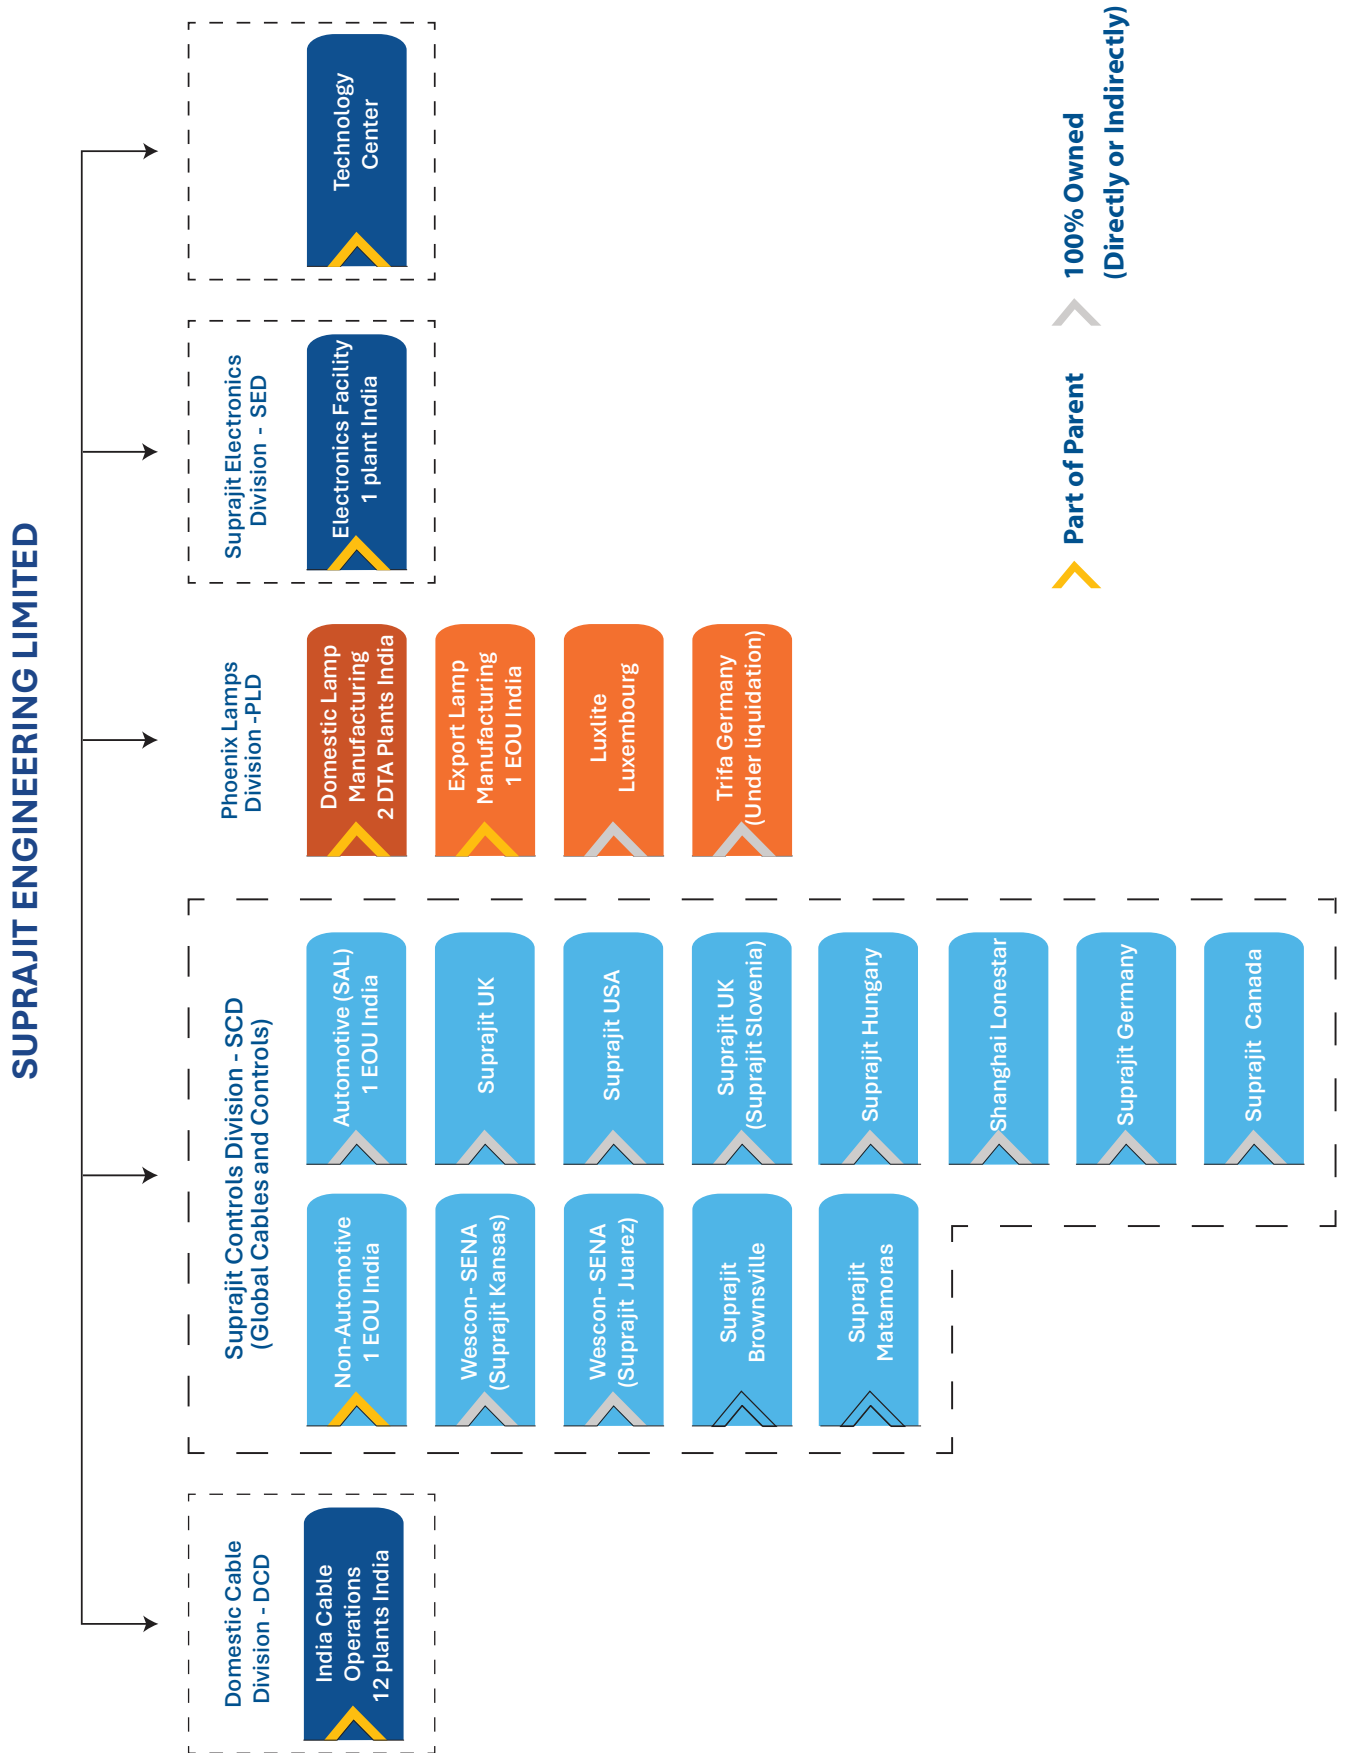 SUPRAJIT ENGINEERING LIMITED
Domestic Cable
Division - DCD
India Cable
Operations
12 plants India
Suprajit Controls Division - SCD
(Global Cables and Controls)
Non-Automotive
1 EOU India
Wescon- SENA
(Suprajit Kansas)
Wescon- SENA
(Suprajit Juarez)
Suprajit
Brownsville
Suprajit
Matamoras
Automotive (SAL)
1 EOU India
Suprajit UK
Suprajit USA
Suprajit UK
(Suprajit Slovenia)
Suprajit Hungary
Shanghai Lonestar
Suprajit Germany
Suprajit Canada
Phoenix Lamps
Division -PLD
Domestic Lamp
Manufacturing
2 DTA Plants India
Export Lamp
Manufacturing
1 EOU India
Luxlite
Luxembourg
Trifa Germany
(Under liquidation)
Suprajit Electronics
Division - SED
Electronics Facility
1 plant India
Technology
Center
Part of Parent
100% Owned
(Directly or Indirectly)